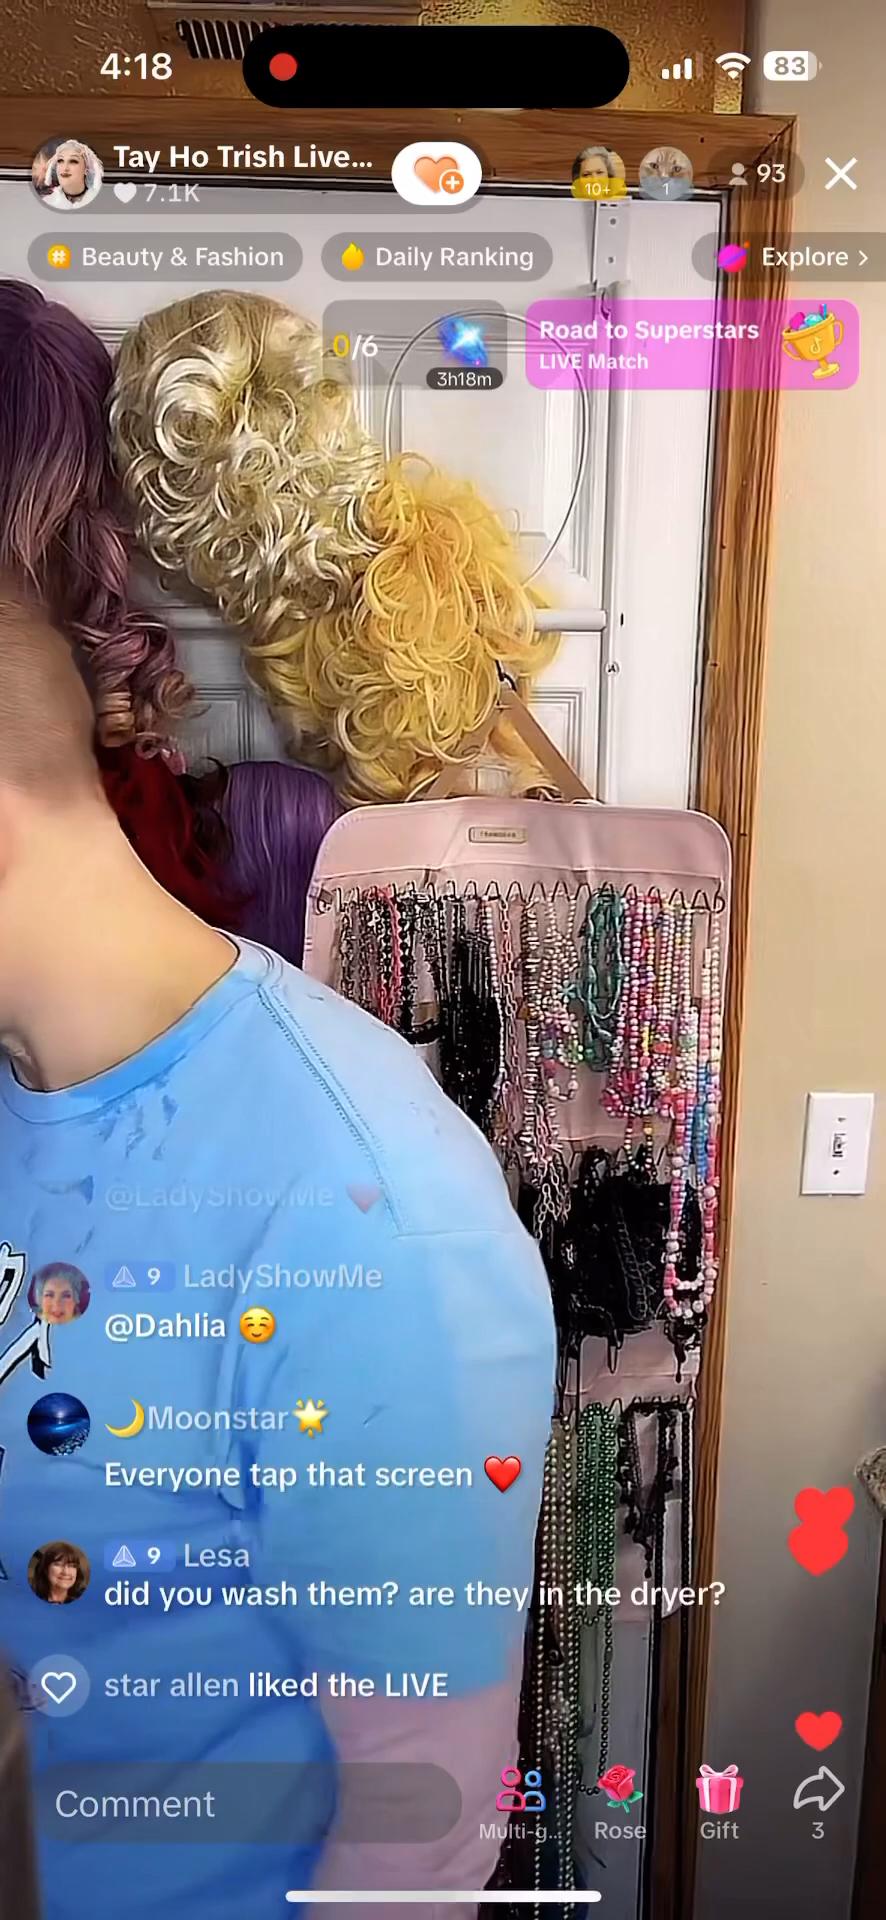 4:18
83
Tay Ho Trish Live...
7.1K
10+
1
93
Beauty & Fashion
Daily Ranking
Explore >
0/6
3h18m
Road to Superstars
LIVE Match
@LadyShowMe ❤️
9 LadyShowMe
@Dahlia ☺️
🌙Moonstar🌟
Everyone tap that screen ❤️
9 Lesa
did you wash them? are they in the dryer?
star allen liked the LIVE
Comment
Multi-g...
Rose
Gift
3